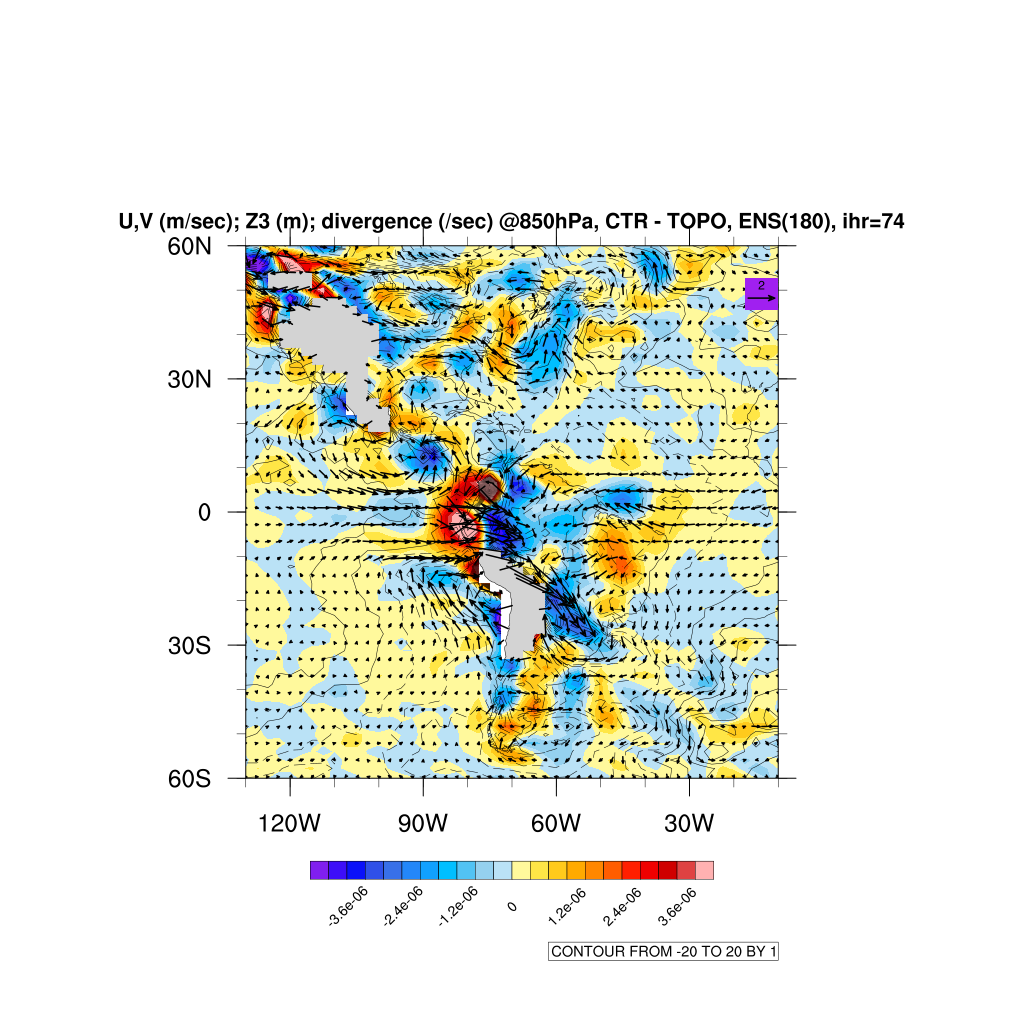 U,V (m/sec); Z3 (m); divergence (/sec) @850hPa, CTR - TOPO, ENS(180), ihr=74
60N
2
30N
0
30S
60S
120W 90W 60W 30W
-3.6e-06 -2.4e-06 -1.2e-06 0 1.2e-06 2.4e-06 3.6e-06
CONTOUR FROM -20 TO 20 BY 1